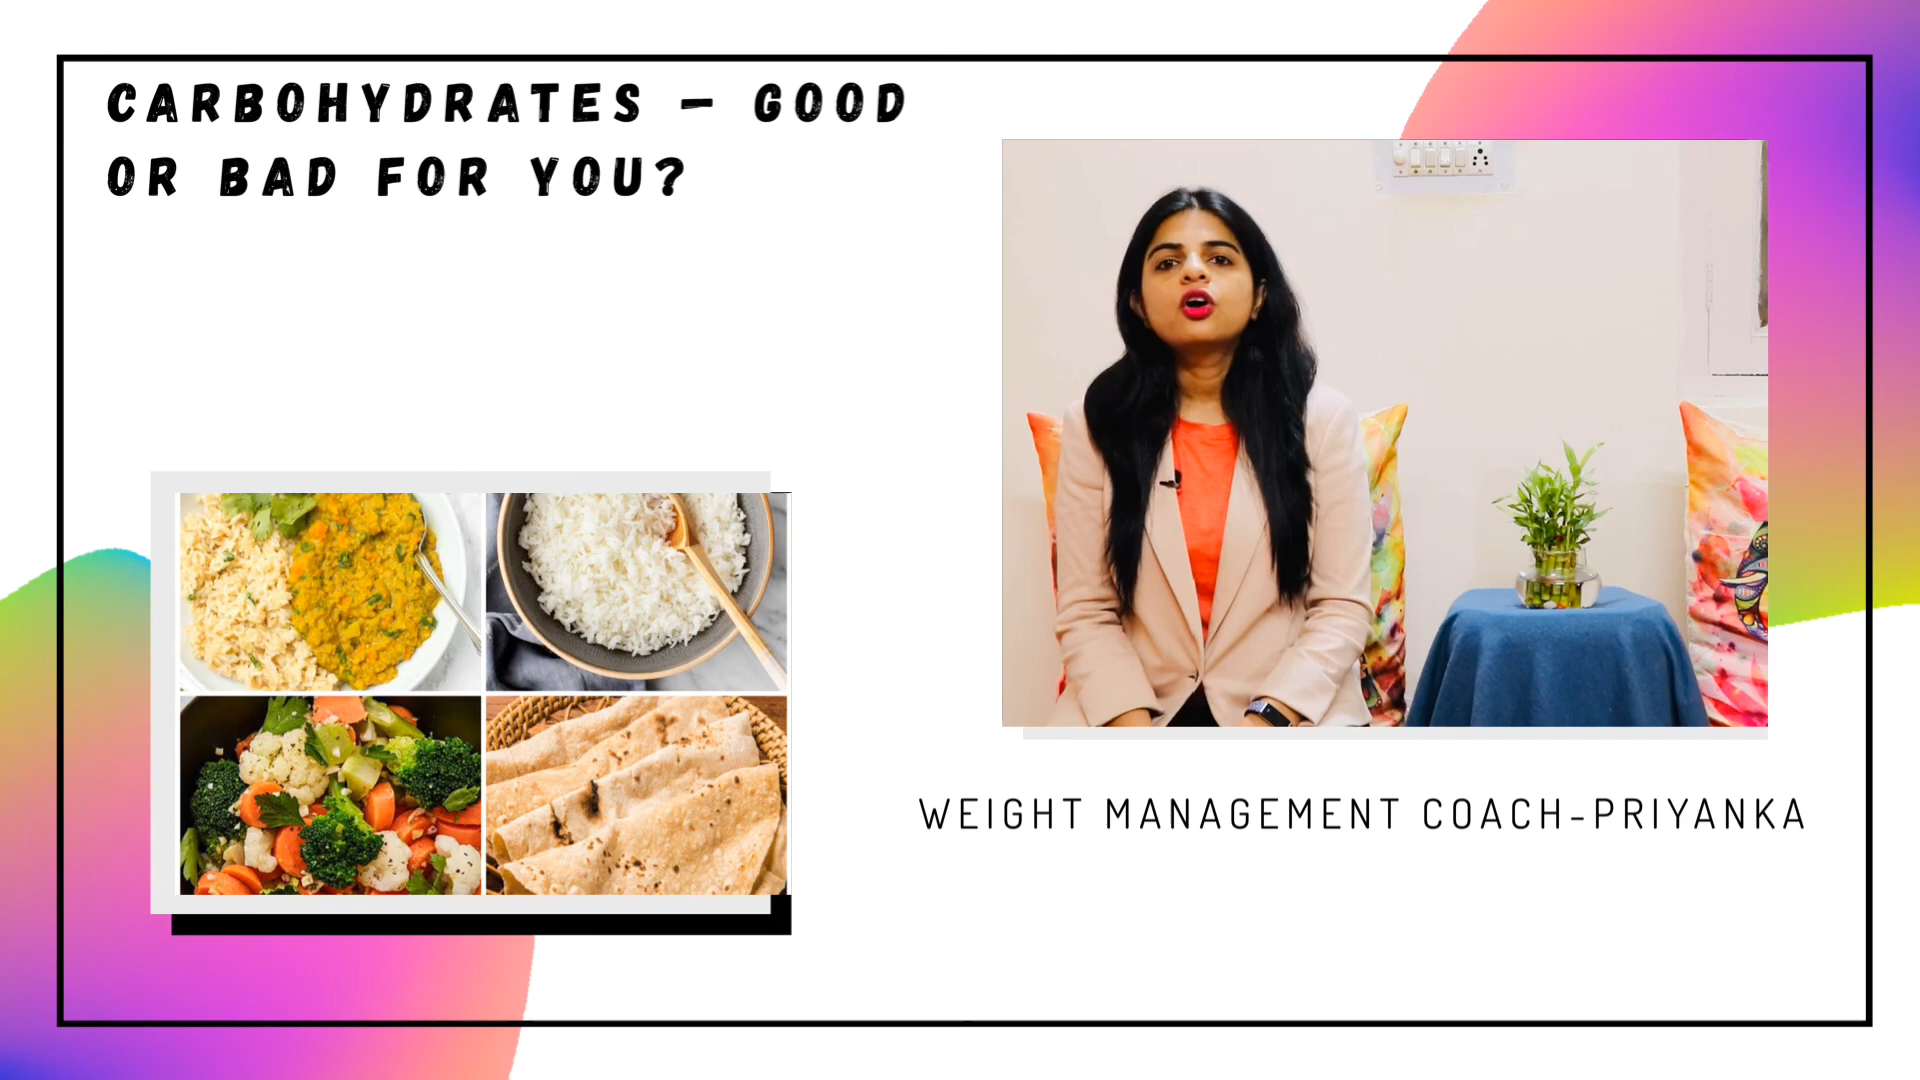 CARBOHYDRATES – GOOD
OR BAD FOR YOU?
WEIGHT MANAGEMENT COACH-PRIYANKA